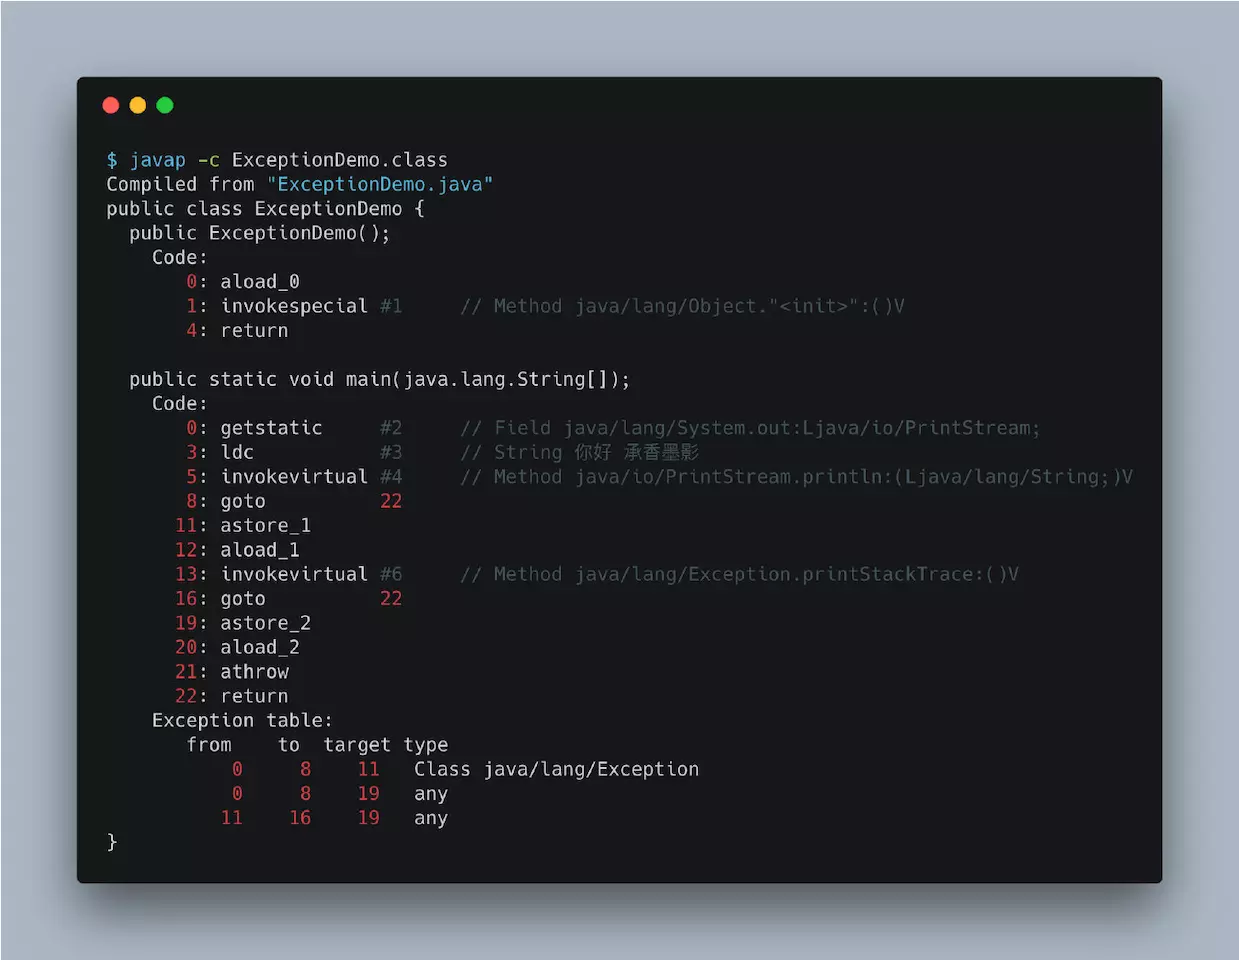 $ javap -c ExceptionDemo.class
Compiled from "ExceptionDemo.java"
public class ExceptionDemo {
  public ExceptionDemo();
    Code:
       0: aload_0
       1: invokespecial #1     // Method java/lang/Object."<init>":()V
       4: return

  public static void main(java.lang.String[]);
    Code:
       0: getstatic     #2     // Field java/lang/System.out:Ljava/io/PrintStream;
       3: ldc           #3     // String 你好 承香墨影
       5: invokevirtual #4     // Method java/io/PrintStream.println:(Ljava/lang/String;)V
       8: goto          22
      11: astore_1
      12: aload_1
      13: invokevirtual #6     // Method java/lang/Exception.printStackTrace:()V
      16: goto          22
      19: astore_2
      20: aload_2
      21: athrow
      22: return
    Exception table:
       from    to  target type
           0     8    11   Class java/lang/Exception
           0     8    19   any
          11    16    19   any
}